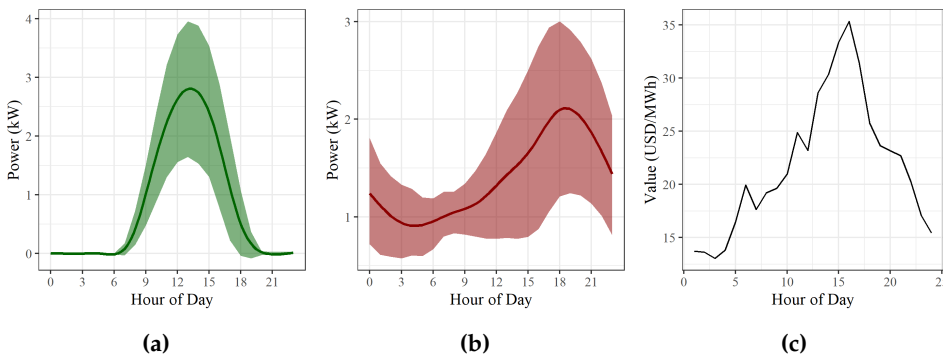 Power (kW)
4
3
2
1
0
0 3 6 9 12 15 18 21
Hour of Day
(a)
Power (kW)
3
2
1
0 3 6 9 12 15 18 21
Hour of Day
(b)
Value (USD/MWh)
35
30
25
20
15
0 5 10 15 20 2
Hour of Day
(c)